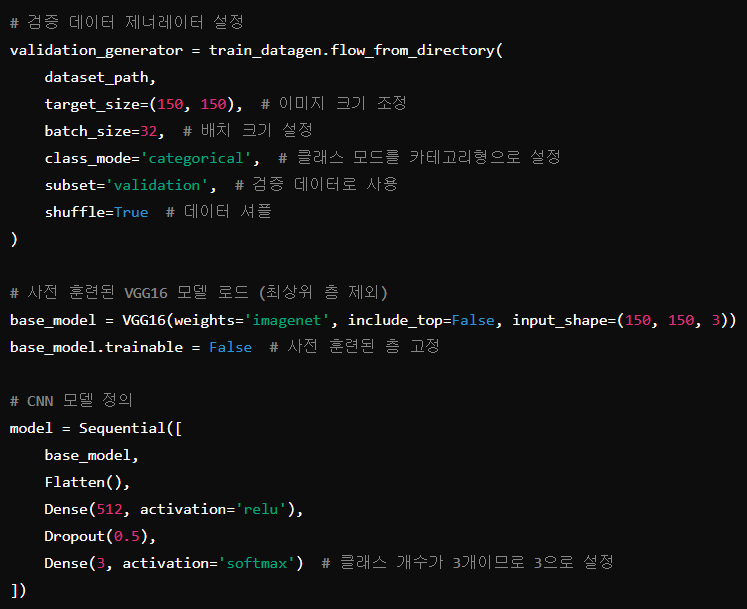 # 검증 데이터 제너레이터 설정
validation_generator = train_datagen.flow_from_directory(
    dataset_path,
    target_size=(150, 150),  # 이미지 크기 조정
    batch_size=32,  # 배치 크기 설정
    class_mode='categorical',  # 클래스 모드를 카테고리형으로 설정
    subset='validation',  # 검증 데이터로 사용
    shuffle=True  # 데이터 셔플
)

# 사전 훈련된 VGG16 모델 로드 (최상위 층 제외)
base_model = VGG16(weights='imagenet', include_top=False, input_shape=(150, 150, 3))
base_model.trainable = False  # 사전 훈련된 층 고정

# CNN 모델 정의
model = Sequential([
    base_model,
    Flatten(),
    Dense(512, activation='relu'),
    Dropout(0.5),
    Dense(3, activation='softmax')  # 클래스 개수가 3개이므로 3으로 설정
])